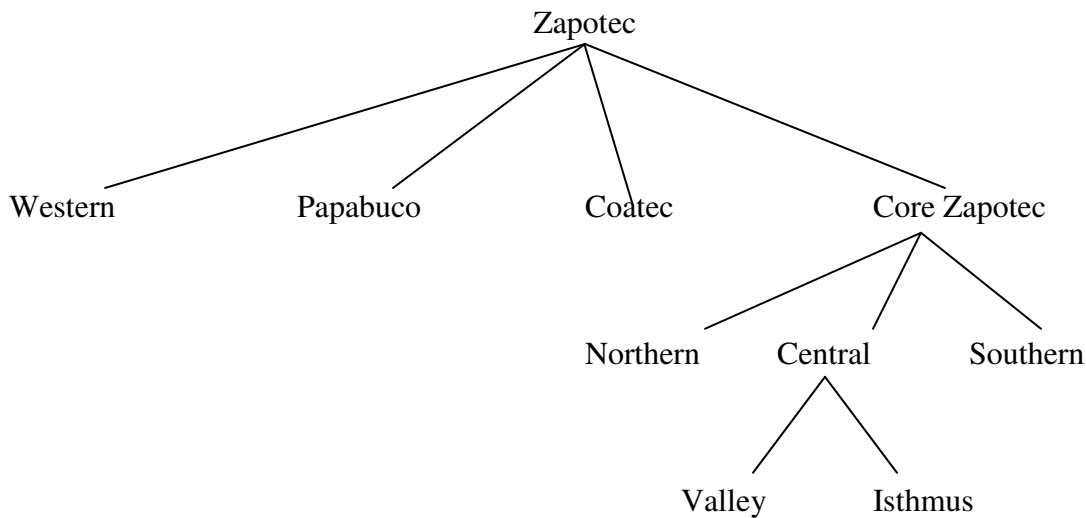 Zapotec
Western Papabuco Coatec Core Zapotec
Northern Central Southern
Valley Isthmus